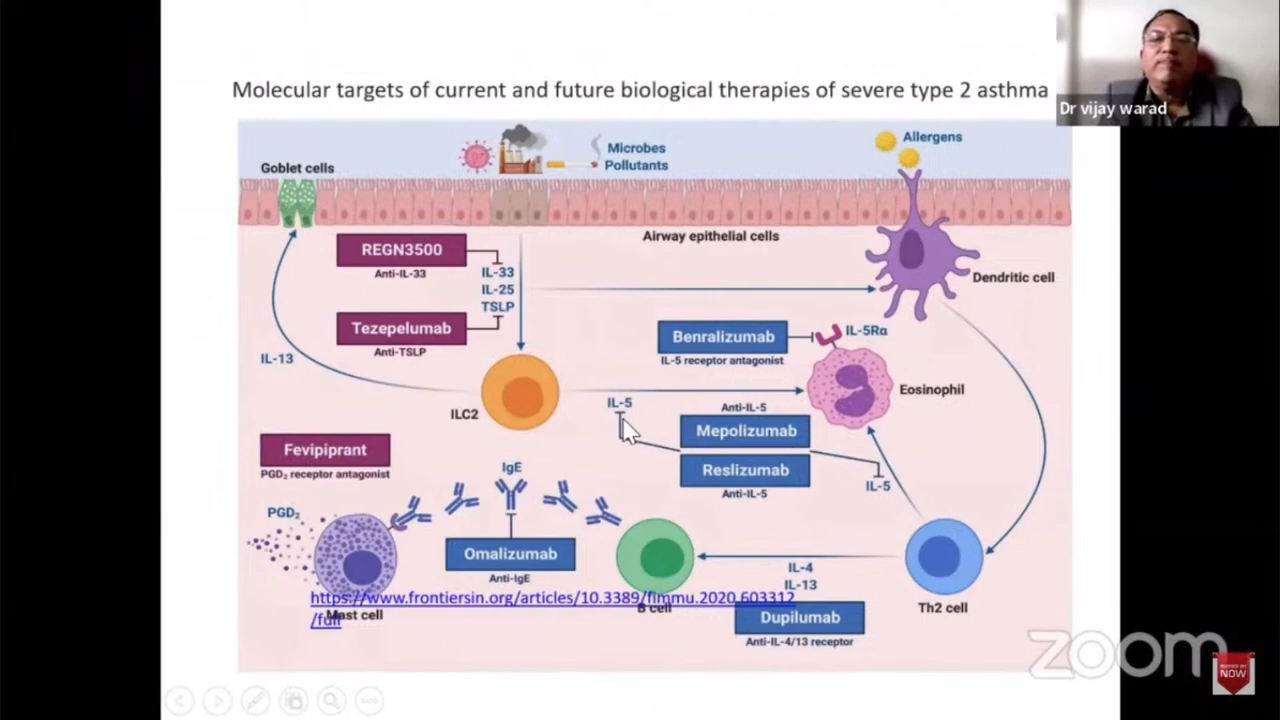 Molecular targets of current and future biological therapies of severe type 2 asthma
Dr vijay warad
Goblet cells
Microbes
Pollutants
Allergens
Airway epithelial cells
REGN3500
Anti-IL-33
IL-33
IL-25
TSLP
Dendritic cell
Tezepelumab
Anti-TSLP
Benralizumab
IL-5 receptor antagonist
IL-5Rα
IL-13
ILC2
IL-5
Eosinophil
Anti-IL-5
Mepolizumab
Reslizumab
Anti-IL-5
IL-5
Fevipiprant
PGD₂ receptor antagonist
IgE
PGD₂
Omalizumab
Anti-IgE
IL-4
IL-13
https://www.frontiersin.org/articles/10.3389/fimmu.2020.603312
/full
Mast cell
B cell
Th2 cell
Dupilumab
Anti-IL-4/13 receptor
zoom
NOW